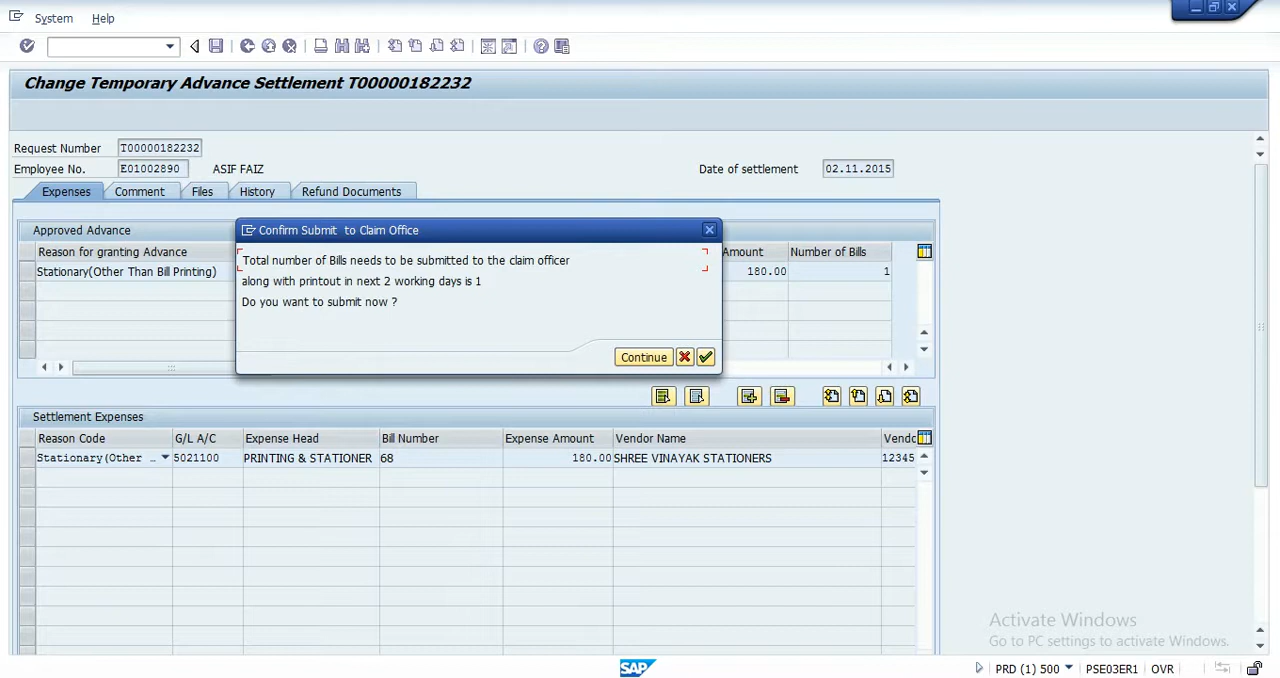 System Help
Change Temporary Advance Settlement T00000182232
Request Number T00000182232
Employee No. E01002890 ASIF FAIZ Date of settlement 02.11.2015
Expenses Comment Files History Refund Documents
Approved Advance
Reason for granting Advance Amount Number of Bills
Stationary(Other Than Bill Printing) 180.00 1
Confirm Submit to Claim Office
Total number of Bills needs to be submitted to the claim officer
along with printout in next 2 working days is 1
Do you want to submit now ?
Continue
Settlement Expenses
Reason Code G/L A/C Expense Head Bill Number Expense Amount Vendor Name Vendo
Stationary(Other … 5021100 PRINTING & STATIONER 68 180.00 SHREE VINAYAK STATIONERS 12345
Activate Windows
Go to PC settings to activate Windows.
SAP PRD (1) 500 PSE03ER1 OVR